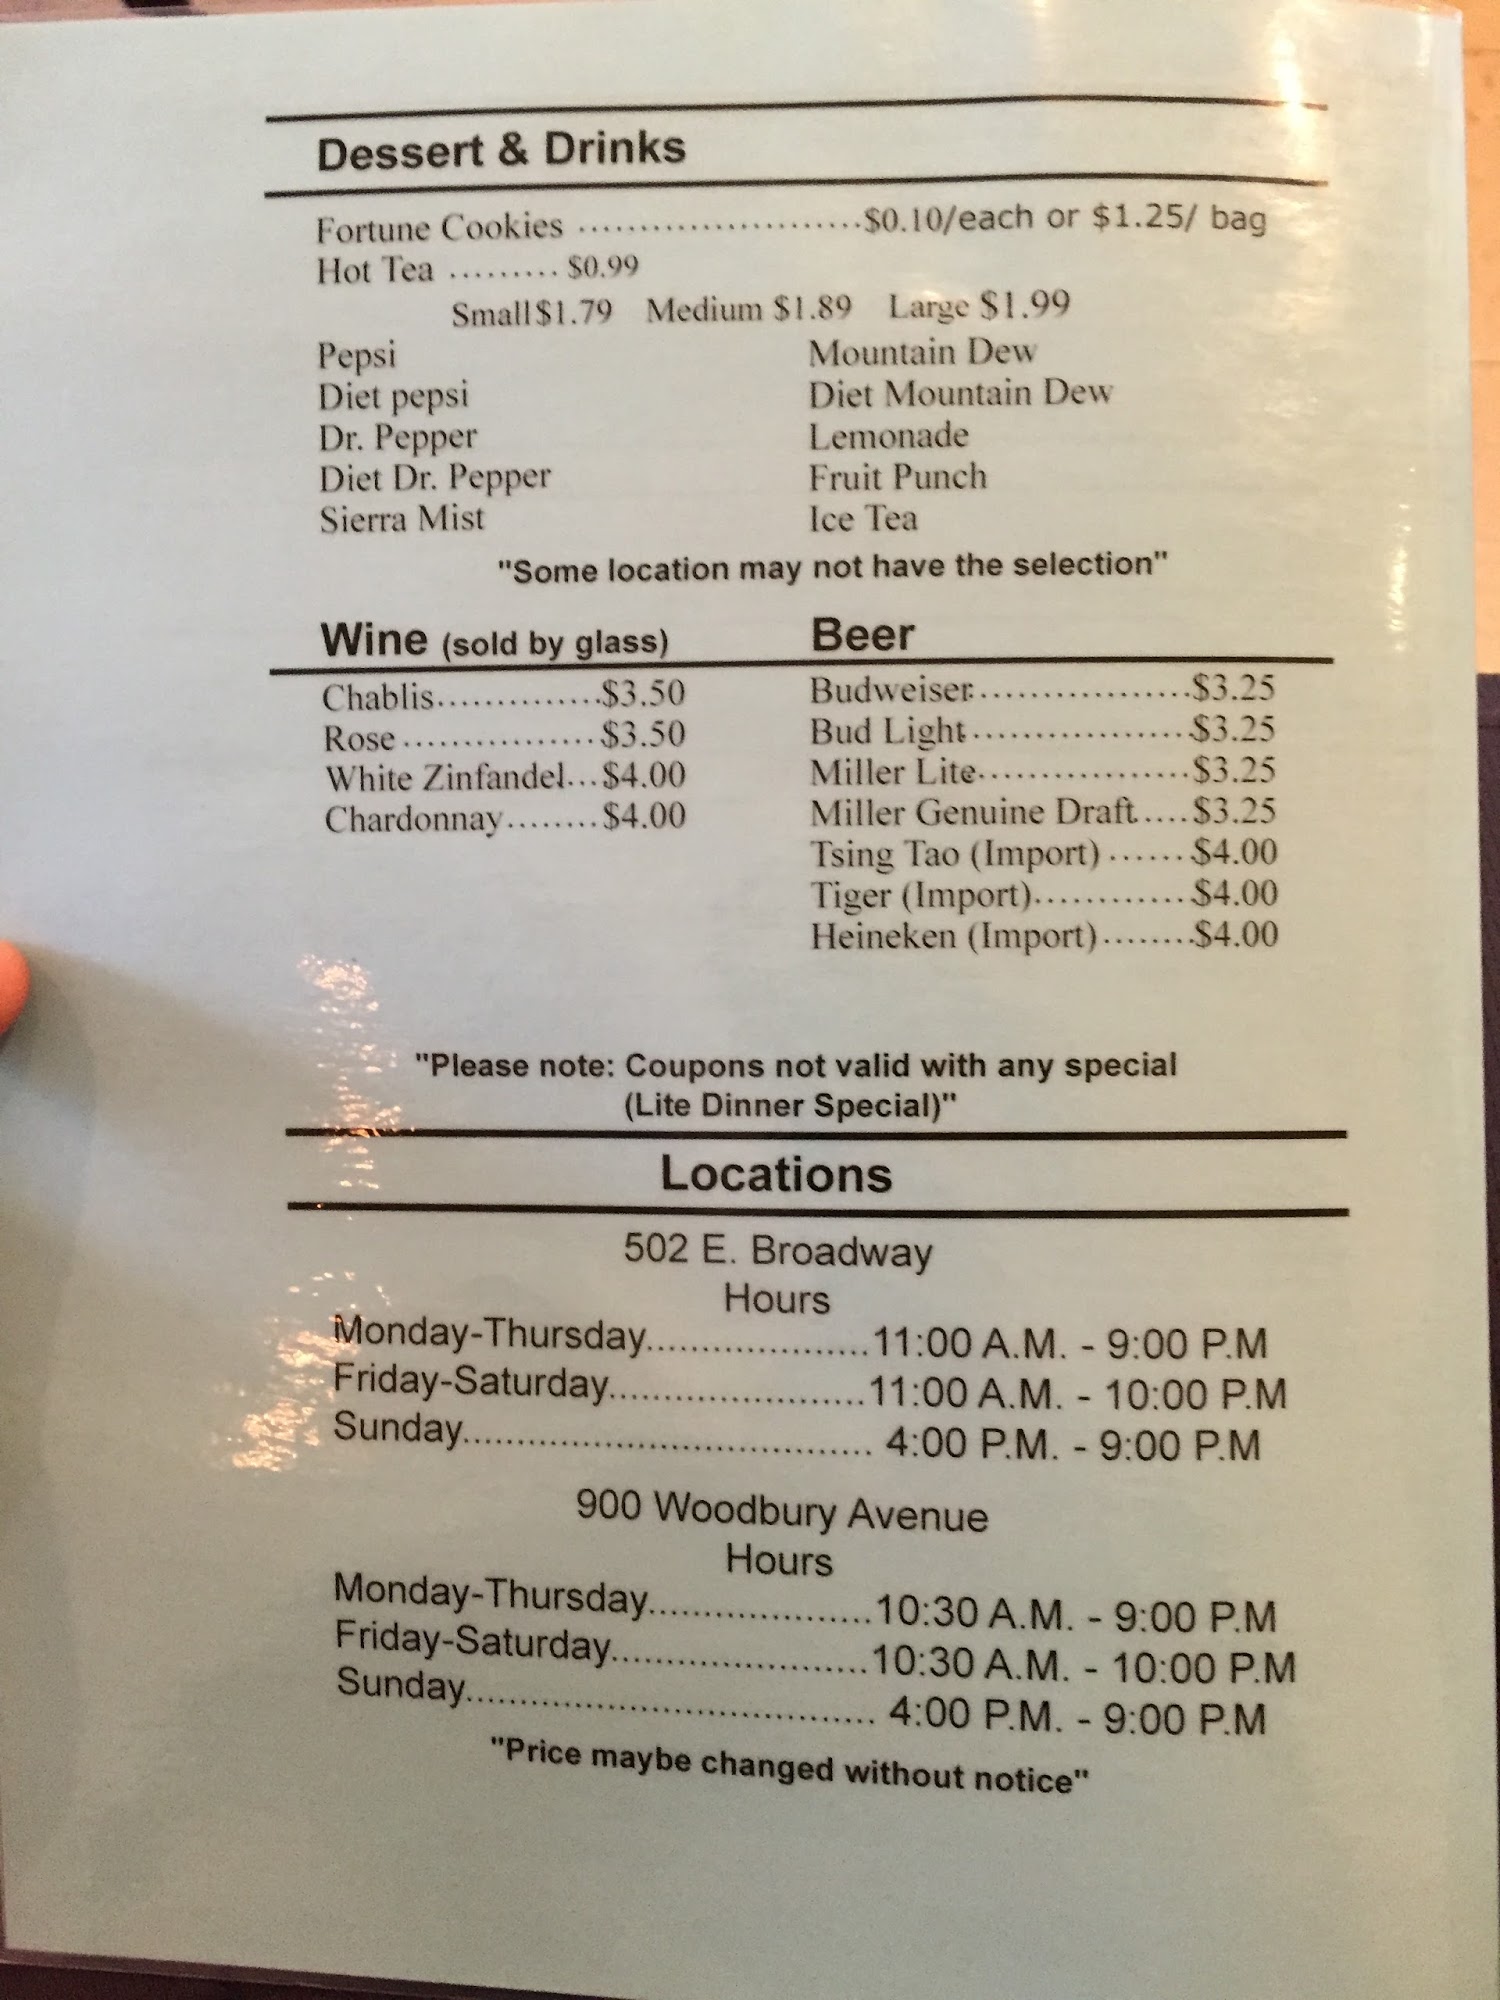 Dessert & Drinks
Fortune Cookies ........................$0.10/each or $1.25/ bag
Hot Tea ......... $0.99
Small $1.79 Medium $1.89 Large $1.99
Pepsi Mountain Dew
Diet pepsi Diet Mountain Dew
Dr. Pepper Lemonade
Diet Dr. Pepper Fruit Punch
Sierra Mist Ice Tea
"Some location may not have the selection"
Wine (sold by glass) Beer
Chablis..............$3.50 Budweiser..................$3.25
Rose.................$3.50 Bud Light..................$3.25
White Zinfandel...$4.00 Miller Lite..................$3.25
Chardonnay........$4.00 Miller Genuine Draft....$3.25
Tsing Tao (Import)......$4.00
Tiger (Import).............$4.00
Heineken (Import)........$4.00
"Please note: Coupons not valid with any special
(Lite Dinner Special)"
Locations
502 E. Broadway
Hours
Monday-Thursday.....................11:00 A.M. - 9:00 P.M
Friday-Saturday........................11:00 A.M. - 10:00 P.M
Sunday....................................... 4:00 P.M. - 9:00 P.M
900 Woodbury Avenue
Hours
Monday-Thursday.....................10:30 A.M. - 9:00 P.M
Friday-Saturday........................10:30 A.M. - 10:00 P.M
Sunday....................................... 4:00 P.M. - 9:00 P.M
"Price maybe changed without notice"